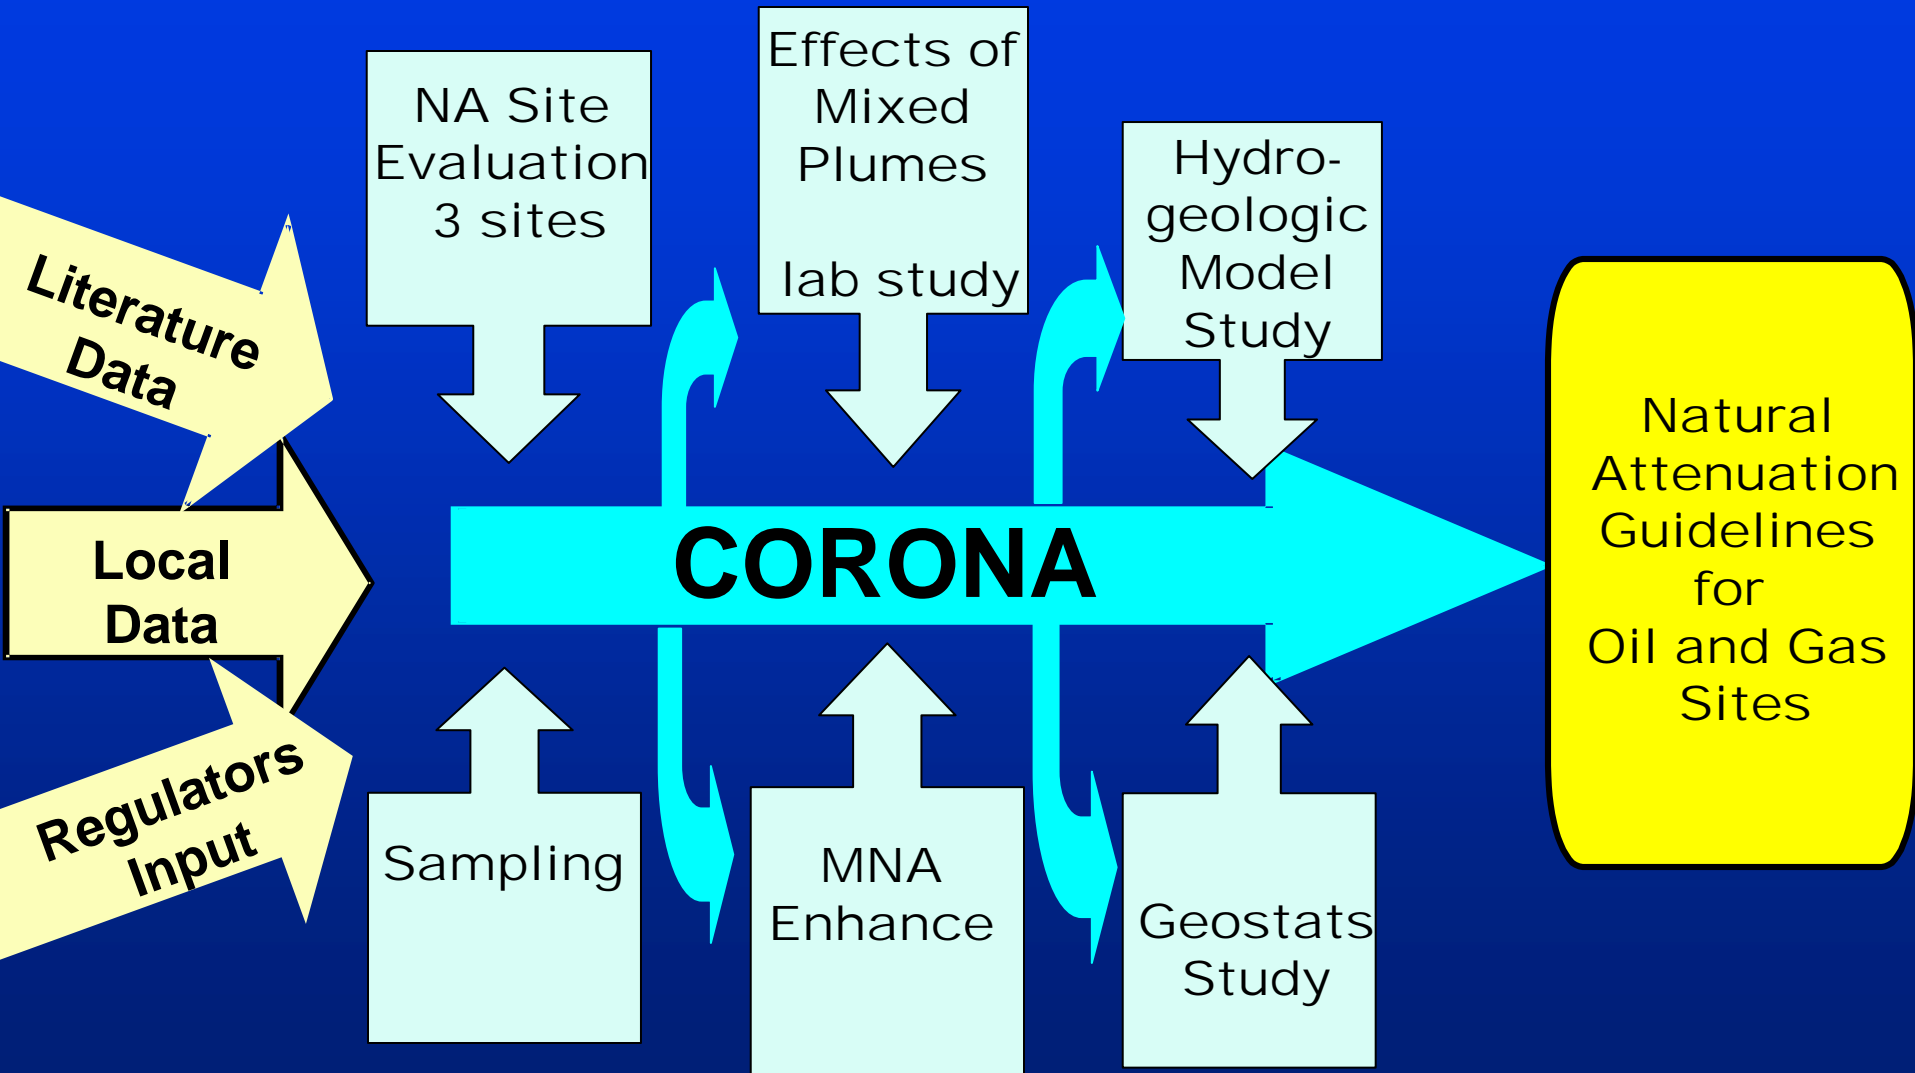 Literature
Data
Local
Data
Regulators
Input
NA Site
Evaluation
3 sites
Effects of
Mixed
Plumes
lab study
Hydro-
geologic
Model
Study
CORONA
Sampling
MNA
Enhance
Geostats
Study
Natural
Attenuation
Guidelines
for
Oil and Gas
Sites